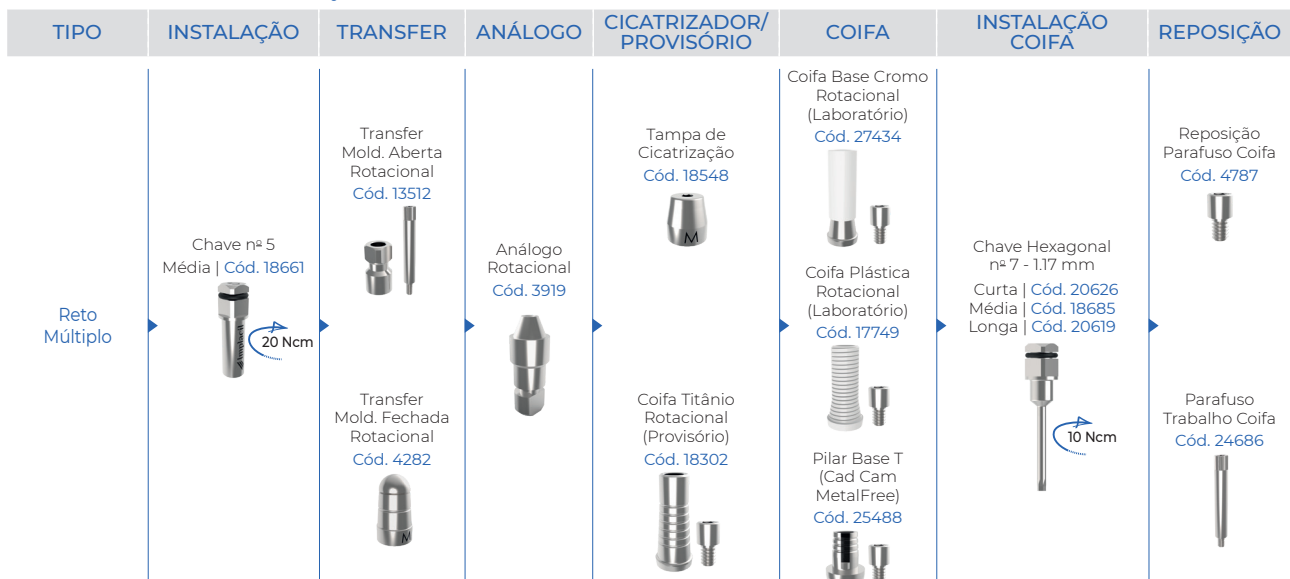 TIPO
INSTALAÇÃO
TRANSFER
ANÁLOGO
CICATRIZADOR/
PROVISÓRIO
COIFA
INSTALAÇÃO
COIFA
REPOSIÇÃO
Reto
Múltiplo
Chave nº 5
Média | Cód. 18661
Implacil
20 Ncm
Transfer
Mold. Aberta
Rotacional
Cód. 13512
Transfer
Mold. Fechada
Rotacional
Cód. 4282
M
Análogo
Rotacional
Cód. 3919
Tampa de
Cicatrização
Cód. 18548
M
Coifa Titânio
Rotacional
(Provisório)
Cód. 18302
Coifa Base Cromo
Rotacional
(Laboratório)
Cód. 27434
Coifa Plástica
Rotacional
(Laboratório)
Cód. 17749
Pilar Base T
(Cad Cam
MetalFree)
Cód. 25488
Chave Hexagonal
nº 7 - 1.17 mm
Curta | Cód. 20626
Média | Cód. 18685
Longa | Cód. 20619
10 Ncm
Reposição
Parafuso Coifa
Cód. 4787
Parafuso
Trabalho Coifa
Cód. 24686